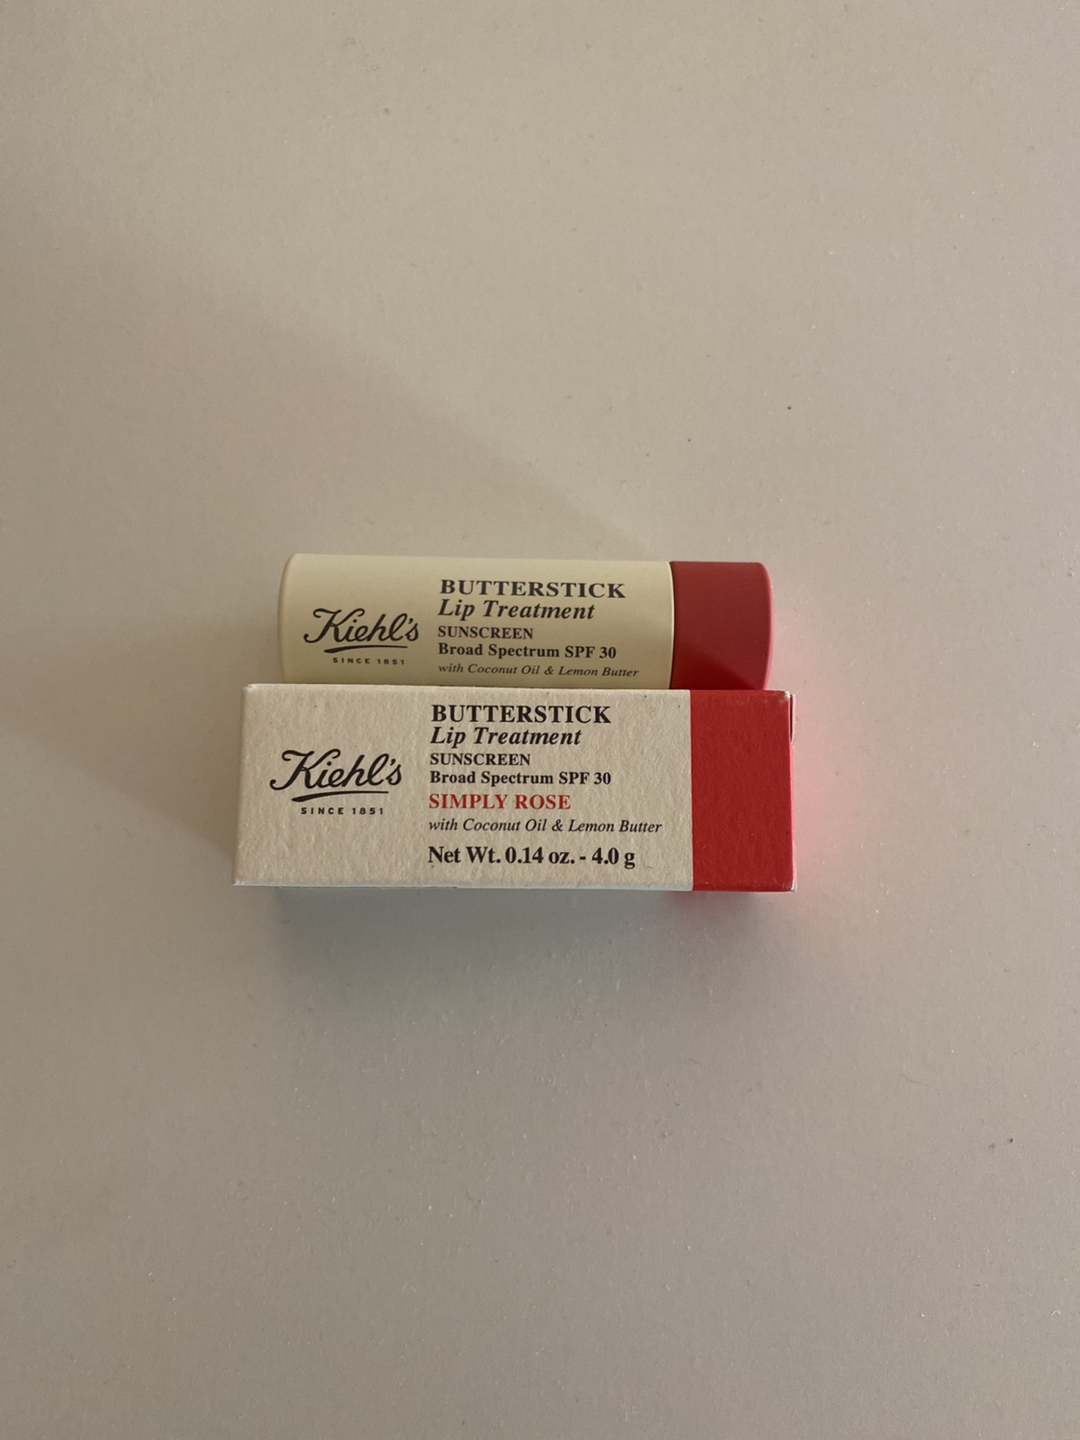 Kiehl's
SINCE 1851
BUTTERSTICK
Lip Treatment
SUNSCREEN
Broad Spectrum SPF 30
with Coconut Oil & Lemon Butter
Kiehl's
SINCE 1851
BUTTERSTICK
Lip Treatment
SUNSCREEN
Broad Spectrum SPF 30
SIMPLY ROSE
with Coconut Oil & Lemon Butter
Net Wt. 0.14 oz. - 4.0 g